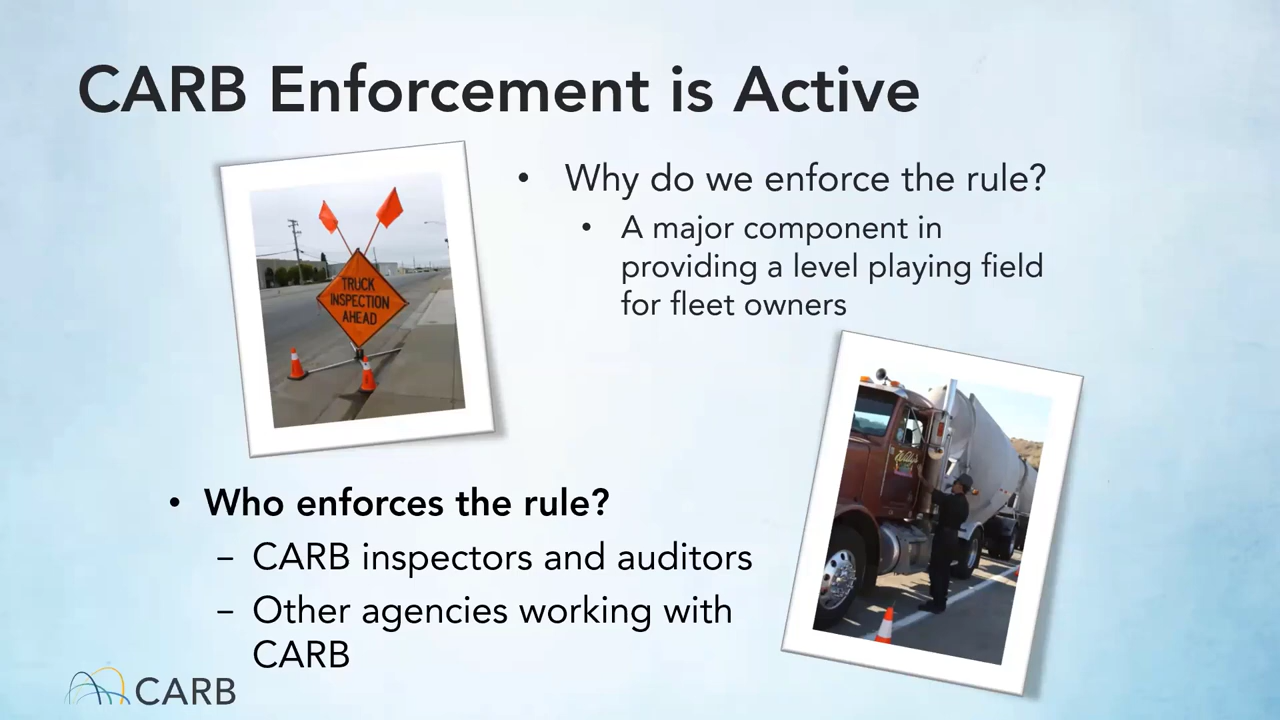 CARB Enforcement is Active
• Why do we enforce the rule?
• A major component in
providing a level playing field
for fleet owners
TRUCK
INSPECTION
AHEAD
• Who enforces the rule?
– CARB inspectors and auditors
– Other agencies working with
CARB
CARB